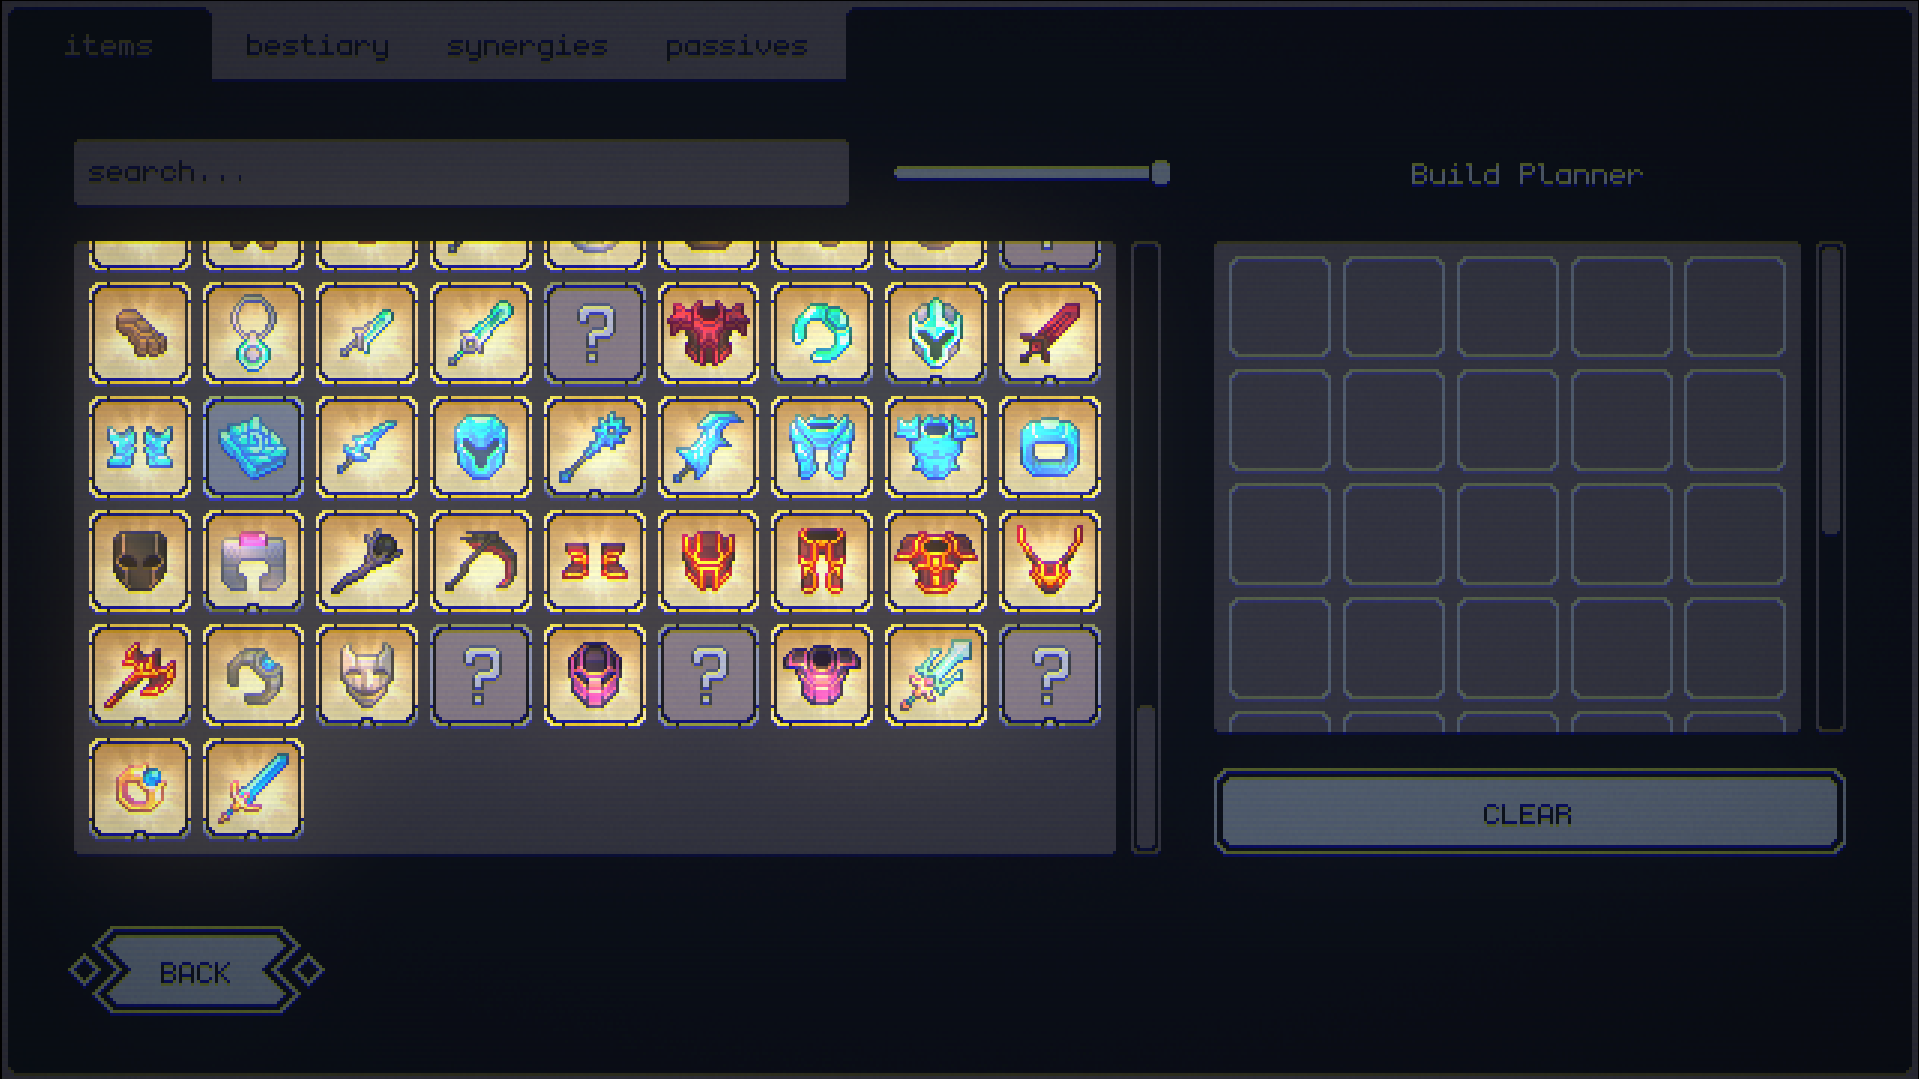 items
bestiary
synergies
passives
search...
Build Planner
?
?
?
?
?
CLEAR
BACK